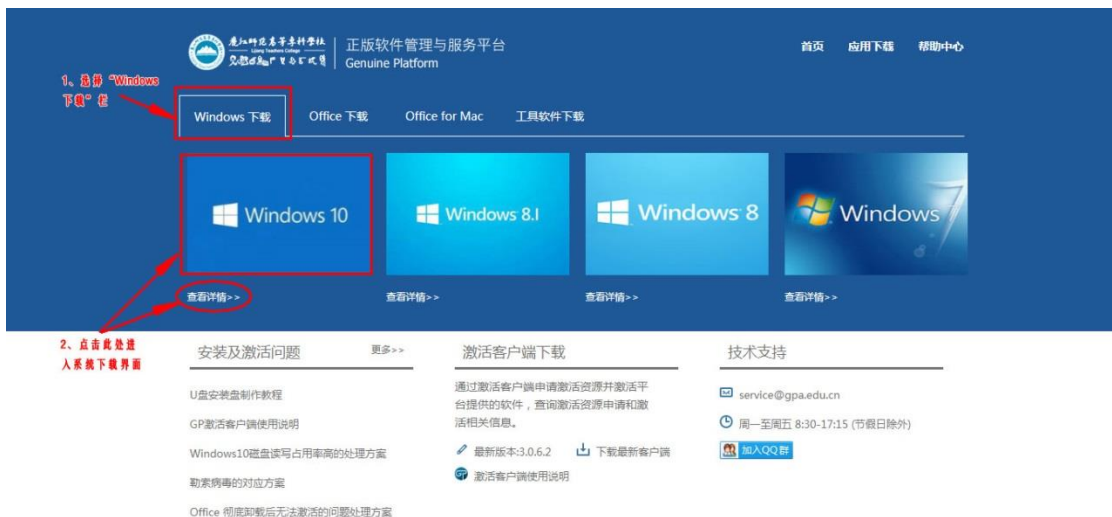 丽江师范高等专科学校
Lijiang Teachers College
正版软件管理与服务平台
Genuine Platform
首页 应用下载 帮助中心
1、选择“Windows
下载”栏
Windows 下载 Office 下载 Office for Mac 工具软件下载
Windows 10
Windows 8.1
Windows 8
Windows 7
查看详情>> 查看详情>> 查看详情>> 查看详情>>
2、点击此处进
入系统下载界面
安装及激活问题 更多>>
U盘安装盘制作教程
GP激活客户端使用说明
Windows10磁盘读写占用率高的处理方案
勒索病毒的对应方案
Office 彻底卸载后无法激活的问题处理方案
激活客户端下载
通过激活客户端申请激活资源并激活平
台提供的软件，查询激活资源申请和激
活相关信息。
最新版本:3.0.6.2 下载最新客户端
激活客户端使用说明
技术支持
service@gpa.edu.cn
周一至周五 8:30-17:15 (节假日除外)
加入QQ群